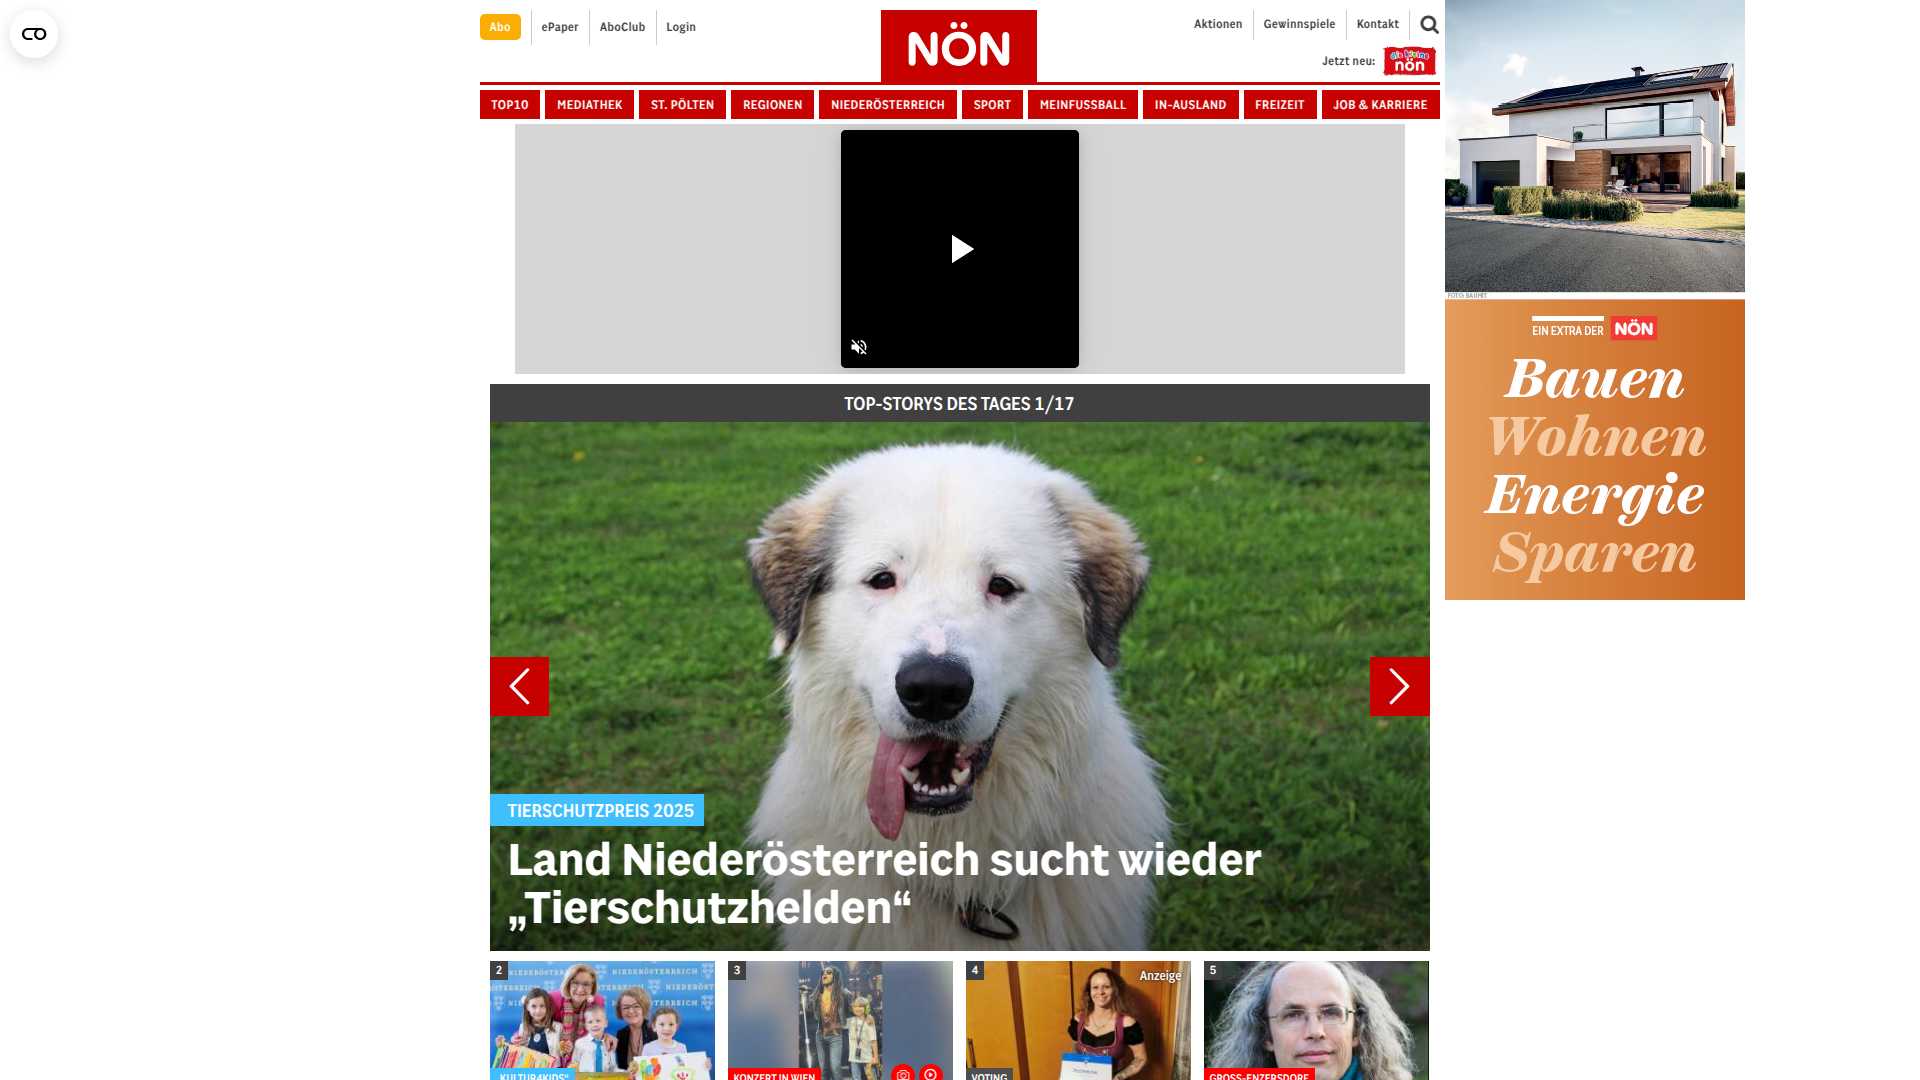 Abo
ePaper
AboClub
Login
NÖN
Aktionen
Gewinnspiele
Kontakt
Jetzt neu:
die kleine
nön
TOP10
MEDIATHEK
ST. PÖLTEN
REGIONEN
NIEDERÖSTERREICH
SPORT
MEINFUSSBALL
IN-AUSLAND
FREIZEIT
JOB & KARRIERE
FOTO: BAUMIT
EIN EXTRA DER NÖN
Bauen
Wohnen
Energie
Sparen
TOP-STORYS DES TAGES 1/17
TIERSCHUTZPREIS 2025
Land Niederösterreich sucht wieder
„Tierschutzhelden“
2
NIEDERÖSTERREICH
3
4
Anzeige
5
KULTUR4KIDS“
KONZERT IN WIEN
VOTING
GROSS-ENZERSDORF